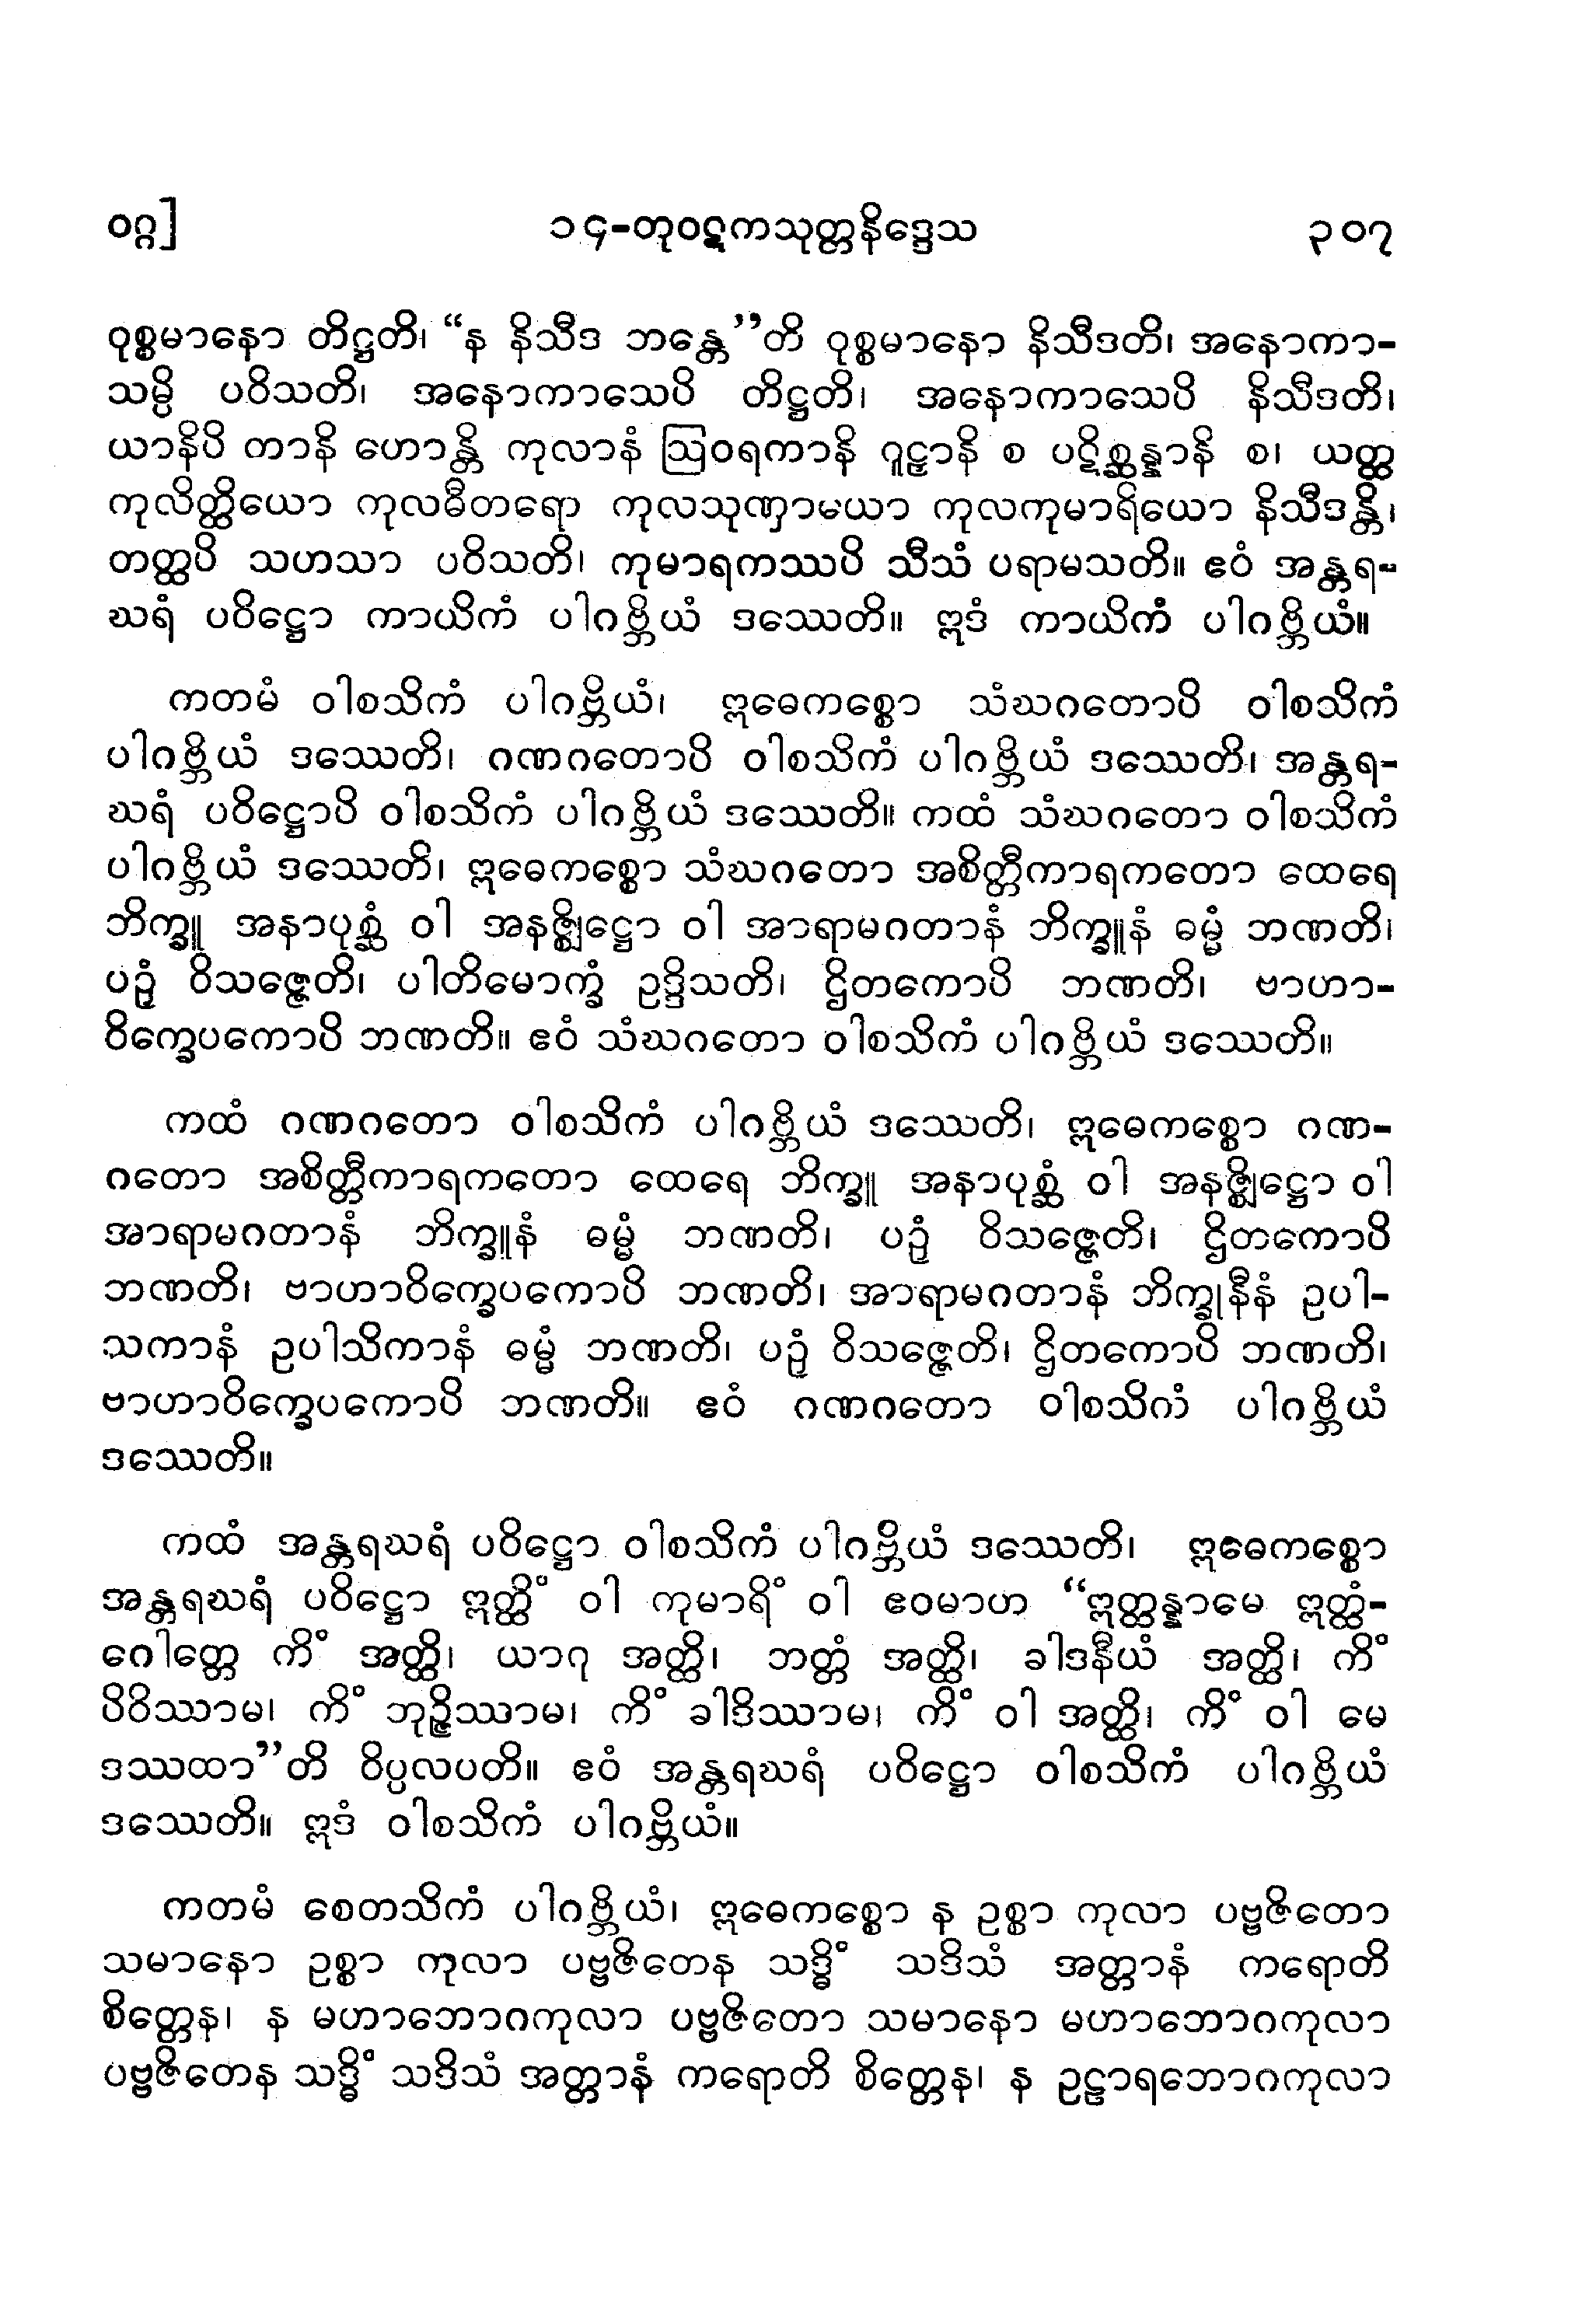 ဝဂ္ဂ]
၁၄-တုဝဋကသုတ္တနိဒ္ဒေသ
၃၀၇
ဝုစ္စမာနော တိဋ္ဌတိ၊ “န နိသီဒ ဘန္တေ”တိ ဝုစ္စမာနော နိသီဒတိ၊ အနောကာ-
သမ္ပိ ပဝိသတိ၊ အနောကာသေပိ တိဋ္ဌတိ၊ အနောကာသေပိ နိသီဒတိ၊
ယာနိပိ တာနိ ဟောန္တိ ကုလာနံ ဩဝရကာနိ ဂူဠှာနိ စ ပဋိစ္ဆန္နာနိ စ၊ ယတ္ထ
ကုလိတ္ထိယော ကုလဓီတရော ကုလသုဏှာယော ကုလကုမာရိယော နိသီဒန္တိ၊
တတ္ထပိ သဟသာ ပဝိသတိ၊ ကုမာရကဿပိ သီသံ ပရာမသတိ။ ဧဝံ အန္တရ-
ဃရံ ပဝိဋ္ဌော ကာယိကံ ပါဂဗ္ဘိယံ ဒဿေတိ။ ဣဒံ ကာယိကံ ပါဂဗ္ဘိယံ။
ကတမံ ဝါစသိကံ ပါဂဗ္ဘိယံ၊ ဣဓေကစ္စော သံဃဂတောပိ ဝါစသိကံ
ပါဂဗ္ဘိယံ ဒဿေတိ၊ ဂဏဂတောပိ ဝါစသိကံ ပါဂဗ္ဘိယံ ဒဿေတိ၊ အန္တရ-
ဃရံ ပဝိဋ္ဌောပိ ဝါစသိကံ ပါဂဗ္ဘိယံ ဒဿေတိ။ ကထံ သံဃဂတော ဝါစသိကံ
ပါဂဗ္ဘိယံ ဒဿေတိ၊ ဣဓေကစ္စော သံဃဂတော အစိတ္တီကာရကတော ထေရေ
ဘိက္ခူ အနာပုစ္ဆံ ဝါ အနဇ္ဈိဋ္ဌော ဝါ အာရာမဂတာနံ ဘိက္ခူနံ ဓမ္မံ ဘဏတိ၊
ပဉှံ ဝိသဇ္ဇေတိ၊ ပါတိမောက္ခံ ဥဒ္ဒိသတိ၊ ဌိတကောပိ ဘဏတိ၊ ဗာဟာ-
ဝိက္ခေပကောပိ ဘဏတိ။ ဧဝံ သံဃဂတော ဝါစသိကံ ပါဂဗ္ဘိယံ ဒဿေတိ။
ကထံ ဂဏဂတော ဝါစသိကံ ပါဂဗ္ဘိယံ ဒဿေတိ၊ ဣဓေကစ္စော ဂဏ-
ဂတော အစိတ္တီကာရကတော ထေရေ ဘိက္ခူ အနာပုစ္ဆံ ဝါ အနဇ္ဈိဋ္ဌော ဝါ
အာရာမဂတာနံ ဘိက္ခူနံ ဓမ္မံ ဘဏတိ၊ ပဉှံ ဝိသဇ္ဇေတိ၊ ဌိတကောပိ
ဘဏတိ၊ ဗာဟာဝိက္ခေပကောပိ ဘဏတိ၊ အာရာမဂတာနံ ဘိက္ခုနီနံ ဥပါ-
သကာနံ ဥပါသိကာနံ ဓမ္မံ ဘဏတိ၊ ပဉှံ ဝိသဇ္ဇေတိ၊ ဌိတကောပိ ဘဏတိ၊
ဗာဟာဝိက္ခေပကောပိ ဘဏတိ။ ဧဝံ ဂဏဂတော ဝါစသိကံ ပါဂဗ္ဘိယံ
ဒဿေတိ။
ကထံ အန္တရဃရံ ပဝိဋ္ဌော ဝါစသိကံ ပါဂဗ္ဘိယံ ဒဿေတိ၊ ဣဓေကစ္စော
အန္တရဃရံ ပဝိဋ္ဌော ဣတ္ထိံ ဝါ ကုမာရိံ ဝါ ဧဝမာဟ “ဣတ္ထန္နာမေ ဣတ္ထံ-
ဂေါတ္တေ ကိံ အတ္ထိ၊ ယာဂု အတ္ထိ၊ ဘတ္တံ အတ္ထိ၊ ခါဒနီယံ အတ္ထိ၊ ကိံ
ပိဝိဿာမ၊ ကိံ ဘုဉ္ဇိဿာမ၊ ကိံ ခါဒိဿာမ၊ ကိံ ဝါ အတ္ထိ၊ ကိံ ဝါ မေ
ဒဿထာ”တိ ဝိပ္ပလပတိ။ ဧဝံ အန္တရဃရံ ပဝိဋ္ဌော ဝါစသိကံ ပါဂဗ္ဘိယံ
ဒဿေတိ။ ဣဒံ ဝါစသိကံ ပါဂဗ္ဘိယံ။
ကတမံ စေတသိကံ ပါဂဗ္ဘိယံ၊ ဣဓေကစ္စော န ဥစ္စာ ကုလာ ပဗ္ဗဇိတော
သမာနော ဥစ္စာ ကုလာ ပဗ္ဗဇိတေန သဒ္ဓိံ သဒိသံ အတ္တာနံ ကရောတိ
စိတ္တေန၊ န မဟာဘောဂကုလာ ပဗ္ဗဇိတော သမာနော မဟာဘောဂကုလာ
ပဗ္ဗဇိတေန သဒ္ဓိံ သဒိသံ အတ္တာနံ ကရောတိ စိတ္တေန၊ န ဥဠာရဘောဂကုလာ